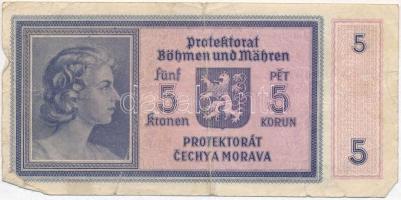 Protektorat
Böhmen und Mähren
5
fünf PĚT
5 5
Kronen KORUN
PROTEKTORÁT
ČECHY A MORAVA
5